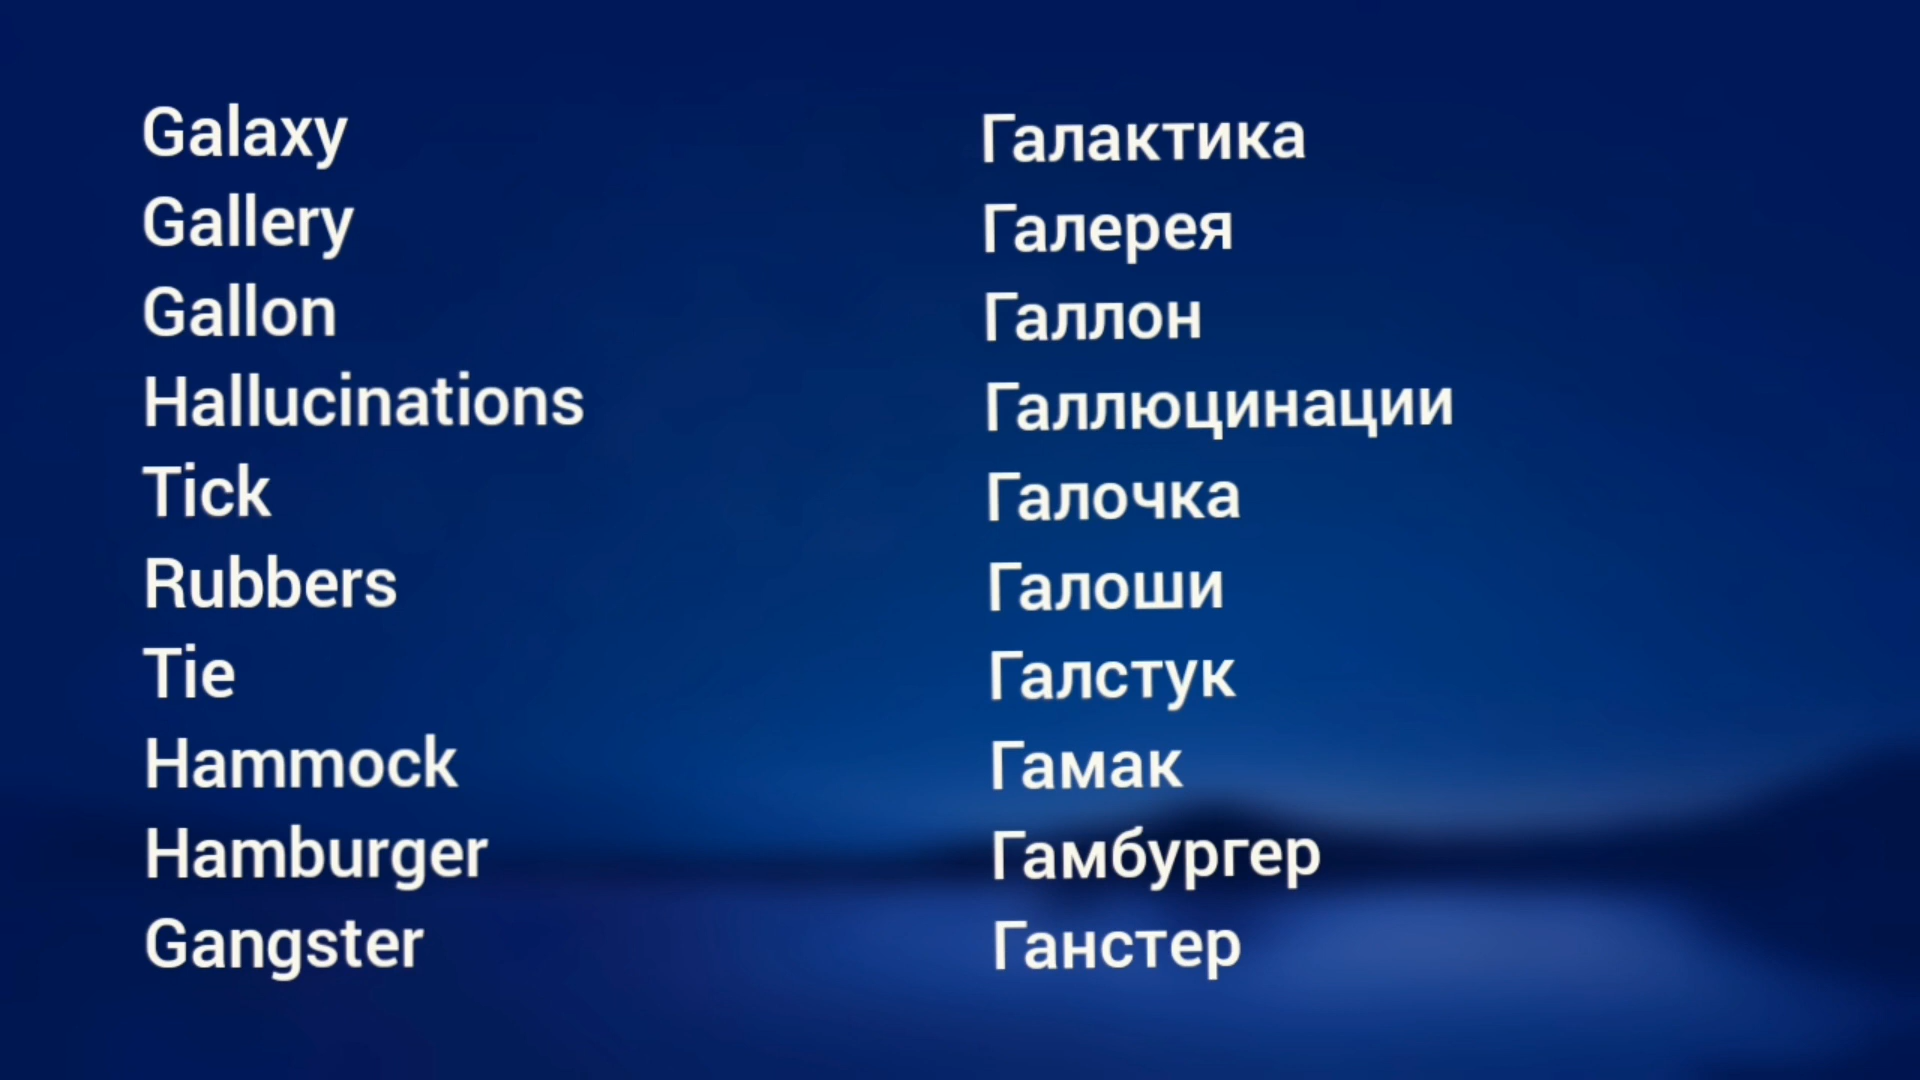 Galaxy Галактика
Gallery Галерея
Gallon Галлон
Hallucinations Галлюцинации
Tick Галочка
Rubbers Галоши
Tie Галстук
Hammock Гамак
Hamburger Гамбургер
Gangster Ганстер